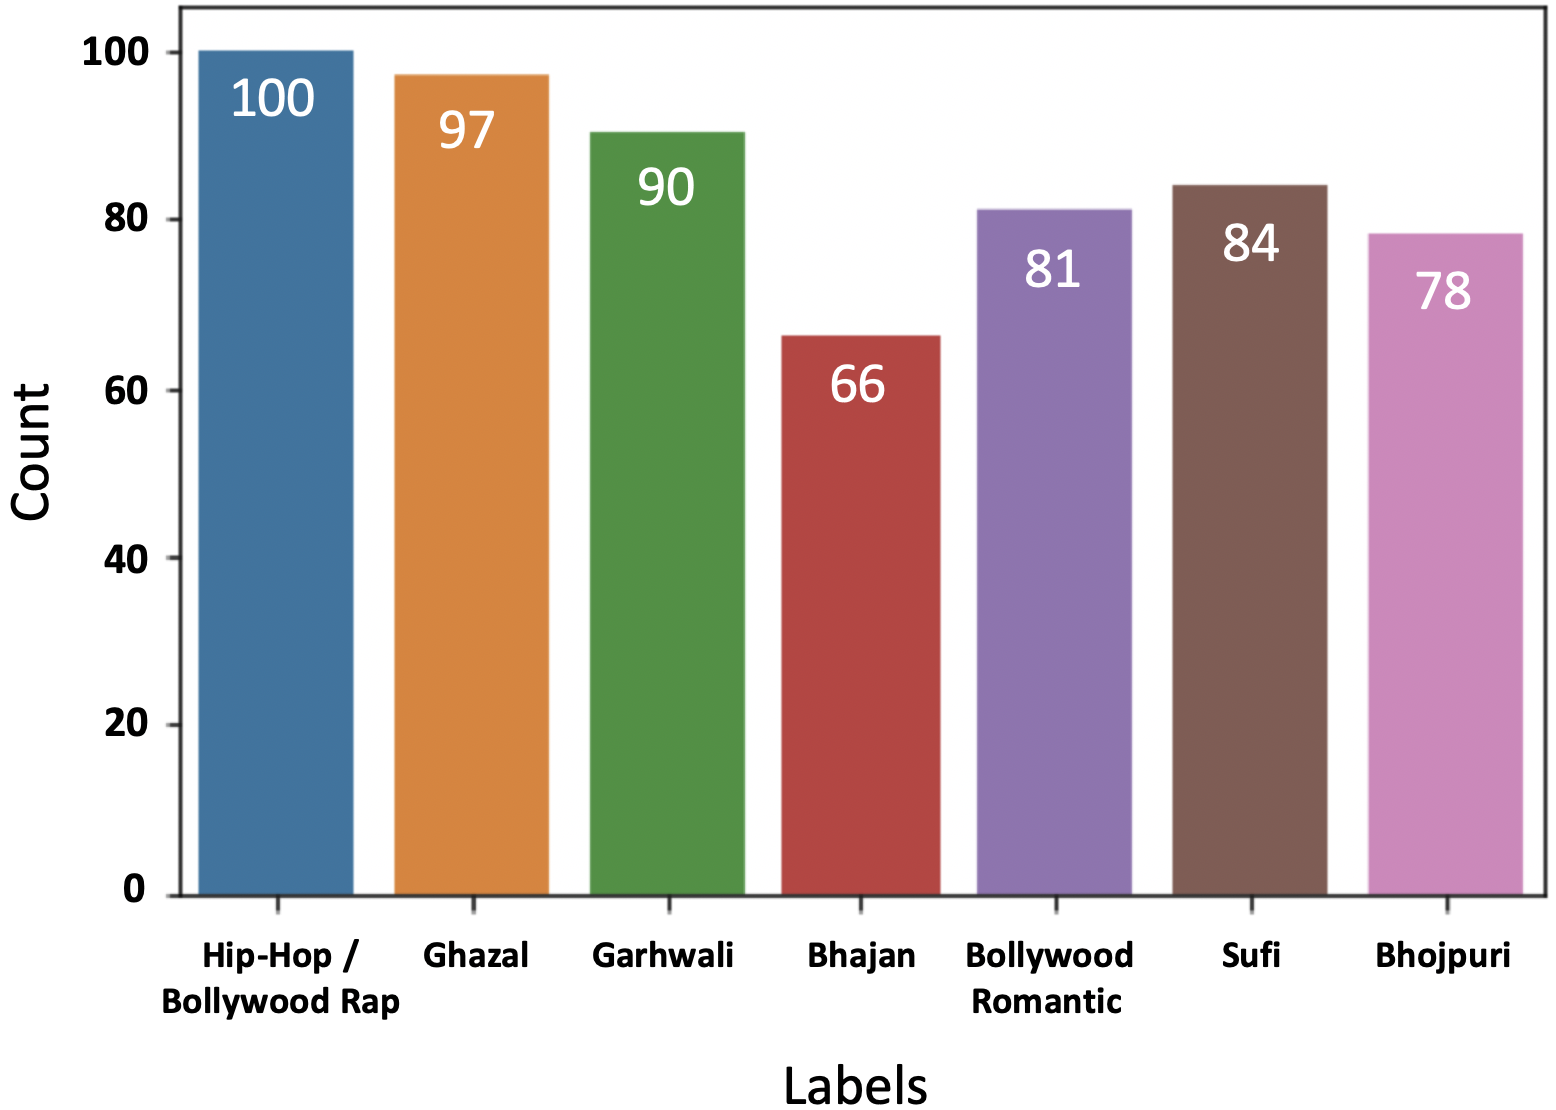 100
80
60
40
20
0
Count
100
97
90
66
81
84
78
Hip-Hop /
Bollywood Rap
Ghazal
Garhwali
Bhajan
Bollywood
Romantic
Sufi
Bhojpuri
Labels